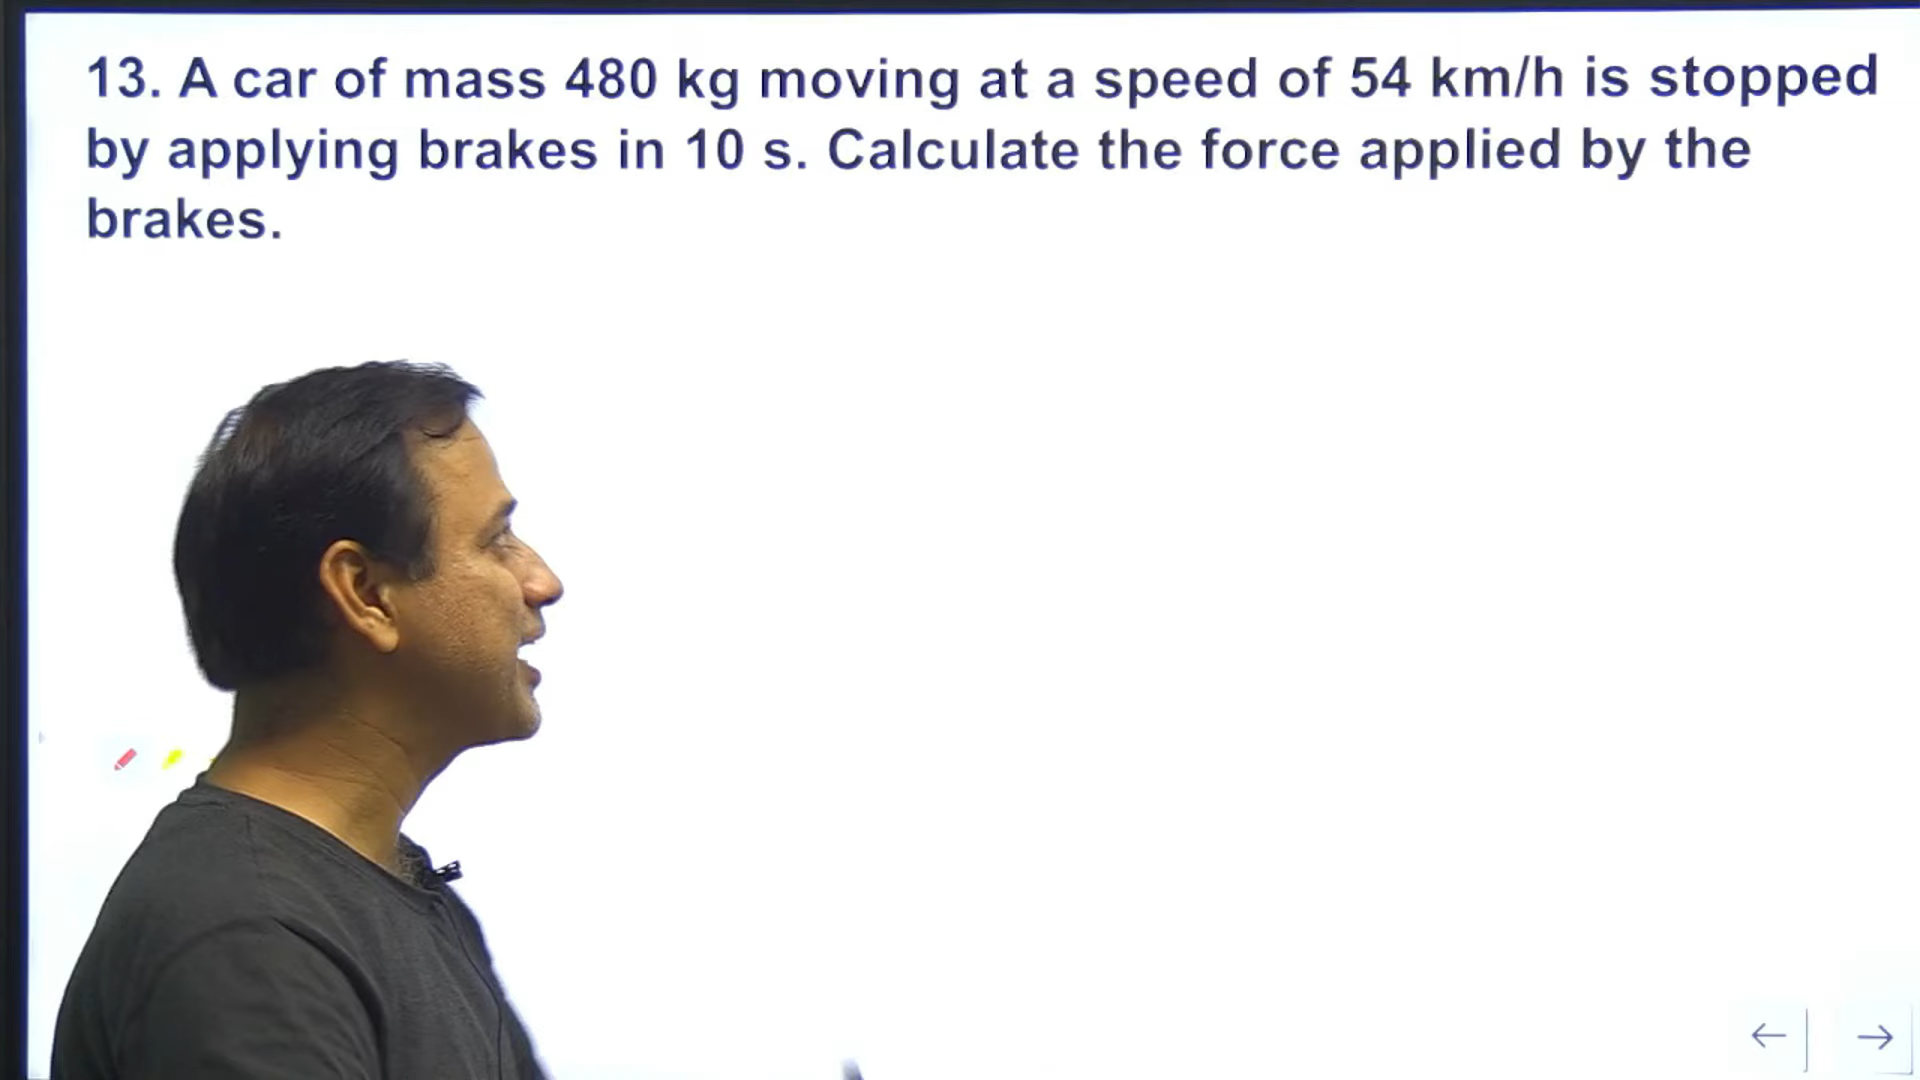 13. A car of mass 480 kg moving at a speed of 54 km/h is stopped
by applying brakes in 10 s. Calculate the force applied by the
brakes.